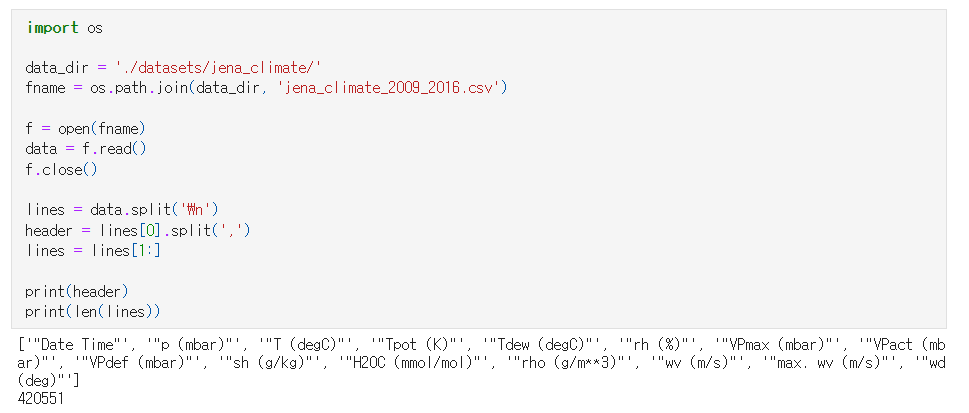 import os
data_dir = './datasets/jena_climate/'
fname = os.path.join(data_dir, 'jena_climate_2009_2016.csv')
f = open(fname)
data = f.read()
f.close()
lines = data.split('₩n')
header = lines[0].split(',')
lines = lines[1:]
print(header)
print(len(lines))
['"Date Time"', '"p (mbar)"', '"T (degC)"', '"Tpot (K)"', '"Tdew (degC)"', '"rh (%)"', '"VPmax (mbar)"', '"VPact (mb
ar)"', '"VPdef (mbar)"', '"sh (g/kg)"', '"H2OC (mmol/mol)"', '"rho (g/m**3)"', '"wv (m/s)"', '"max. wv (m/s)"', '"wd
(deg)"']
420551